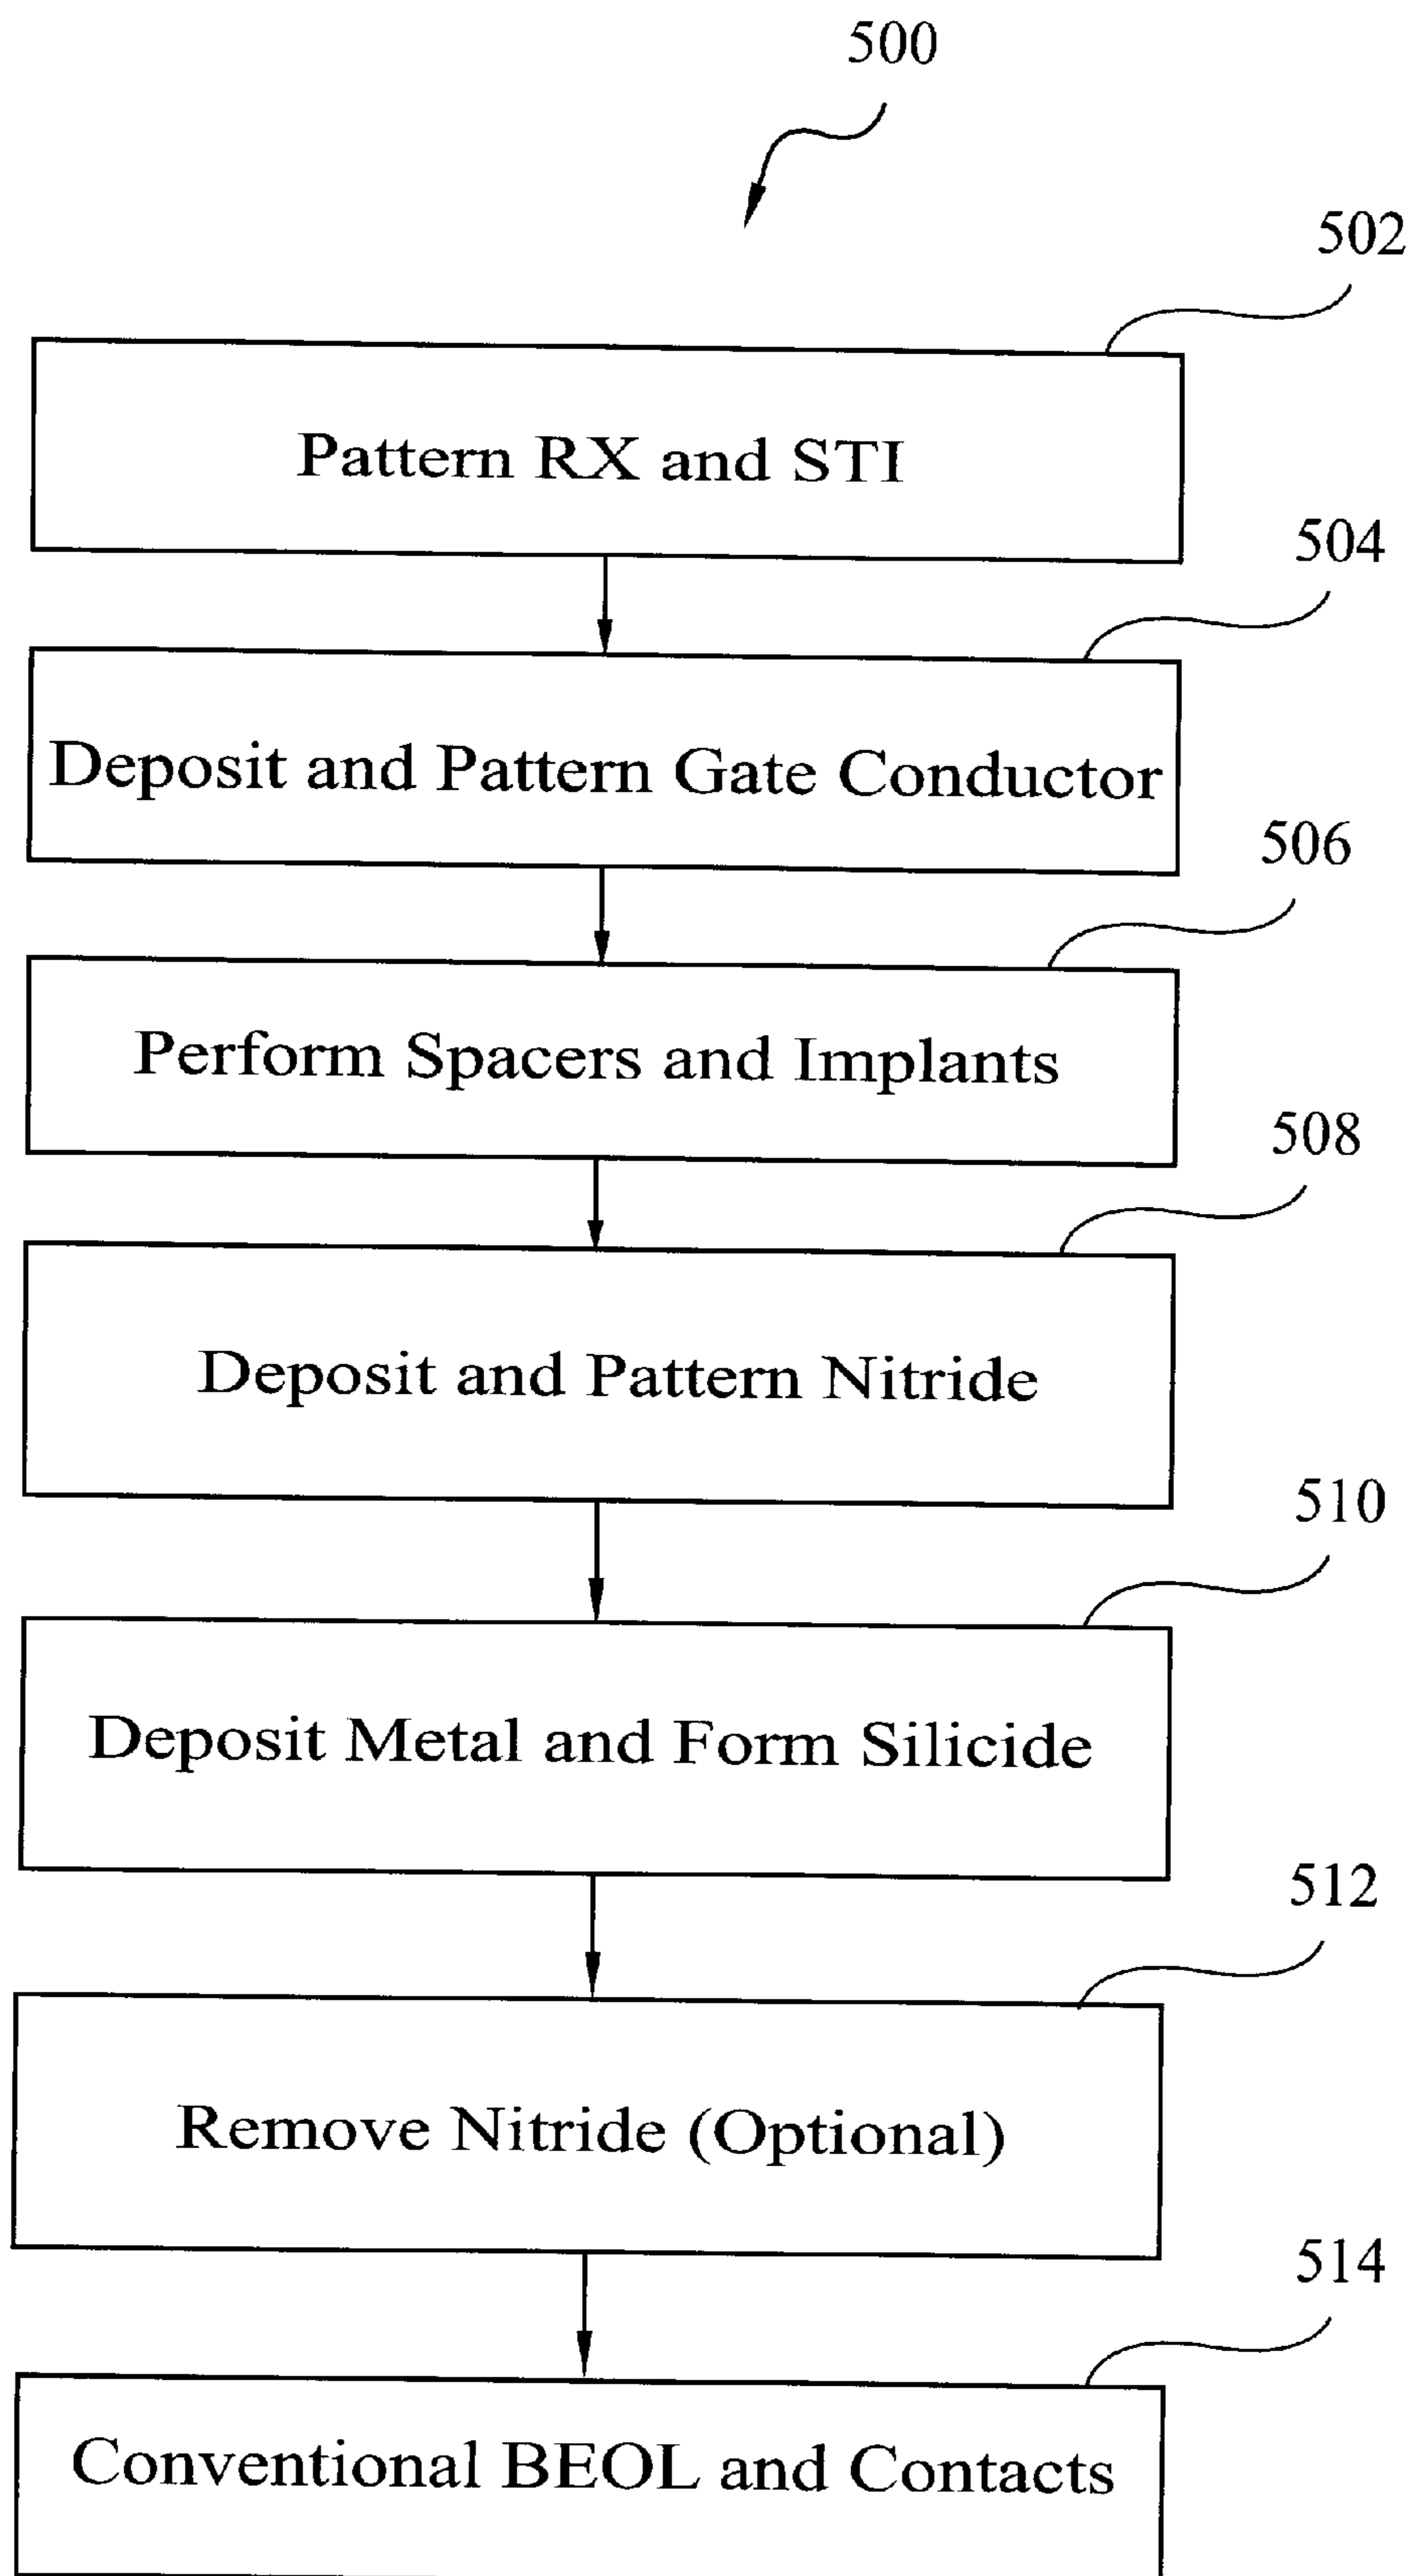 500
502
Pattern RX and STI
504
Deposit and Pattern Gate Conductor
506
Perform Spacers and Implants
508
Deposit and Pattern Nitride
510
Deposit Metal and Form Silicide
512
Remove Nitride (Optional)
514
Conventional BEOL and Contacts